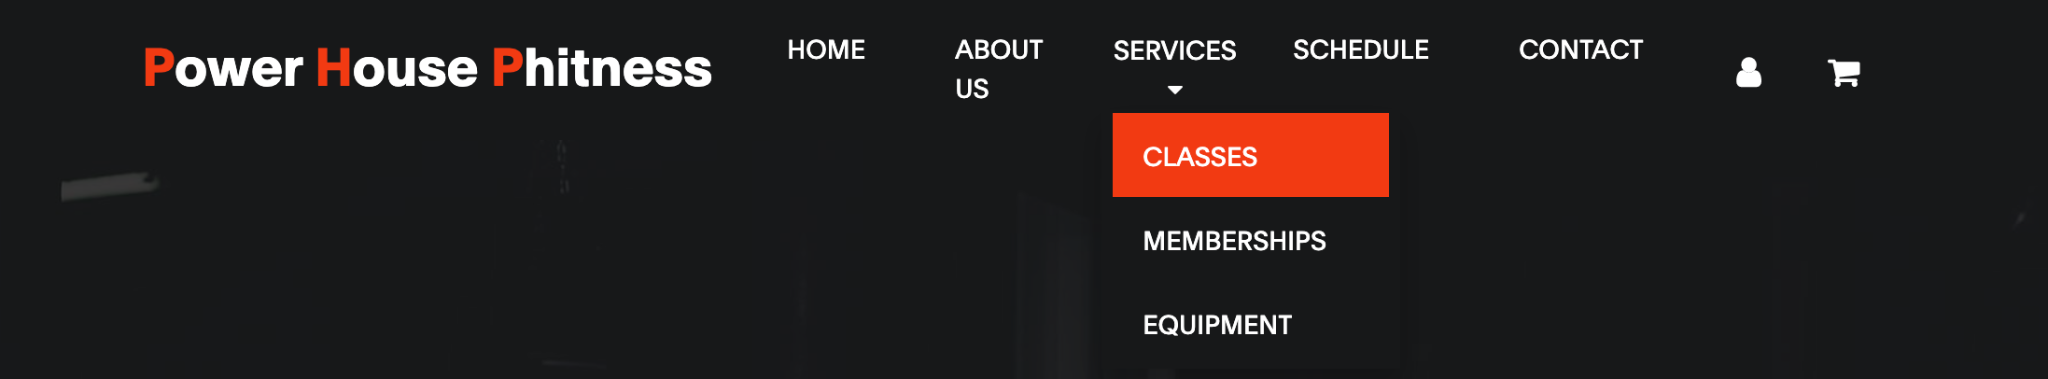 Power House Phitness
HOME
ABOUT
US
SERVICES
SCHEDULE
CONTACT
CLASSES
MEMBERSHIPS
EQUIPMENT